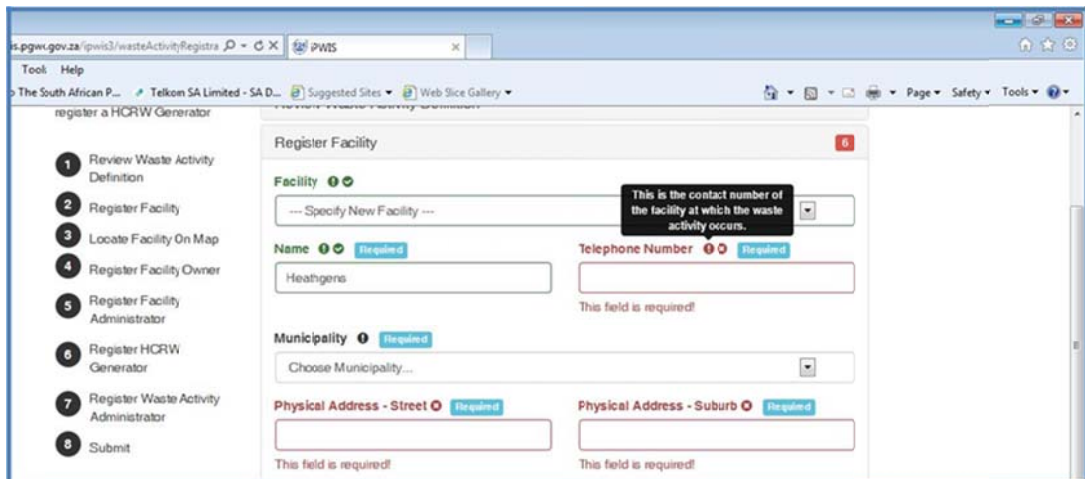 is.pgwc.gov.za/ipwis3/wasteActivityRegistra
iPWIS
Tools Help
The South African P... Telkom SA Limited - SA D... Suggested Sites Web Slice Gallery Page Safety Tools
register a HCRW Generator
Review Waste Activity Definition
1 Review Waste Activity
Definition
2 Register Facility
3 Locate Facility On Map
4 Register Facility Owner
5 Register Facility
Administrator
6 Register HCRW
Generator
7 Register Waste Activity
Administrator
8 Submit
Register Facility 6
Facility
--- Specify New Facility ---
This is the contact number of
the facility at which the waste
activity occurs.
Name Required
Heathgens
Telephone Number Required
This field is required!
Municipality Required
Choose Municipality...
Physical Address - Street Required
This field is required!
Physical Address - Suburb Required
This field is required!